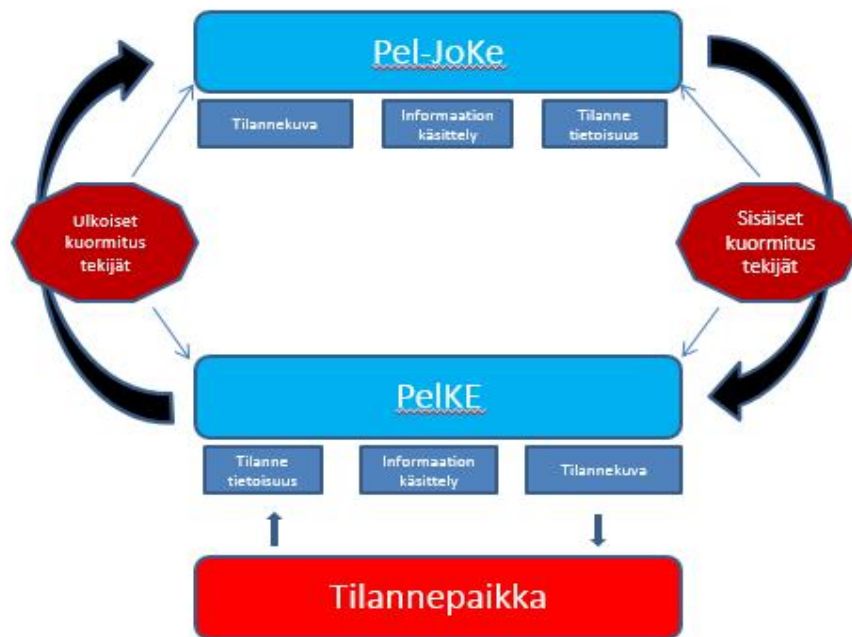 Pel-JoKe
Tilannekuva
Informaation
käsittely
Tilanne
tietoisuus
Ulkoiset
kuormitus
tekijät
Sisäiset
kuormitus
tekijät
PelKE
Tilanne
tietoisuus
Informaation
käsittely
Tilannekuva
Tilannepaikka